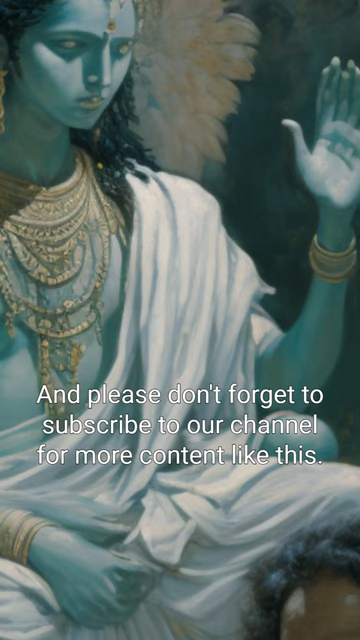 And please don't forget to
subscribe to our channel
for more content like this.